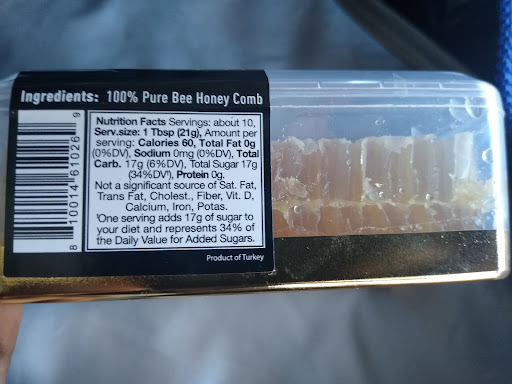 Ingredients: 100% Pure Bee Honey Comb
Nutrition Facts Servings: about 10,
Serv.size: 1 Tbsp (21g), Amount per
serving: Calories 60, Total Fat 0g
(0%DV), Sodium 0mg (0%DV), Total
Carb. 17g (6%DV), Total Sugar 17g
(34%DV)¹, Protein 0g.
Not a significant source of Sat. Fat,
Trans Fat, Cholest., Fiber, Vit. D,
Calcium, Iron, Potas.
¹One serving adds 17g of sugar to
your diet and represents 34% of
the Daily Value for Added Sugars.
Product of Turkey
8 10014 61026 9